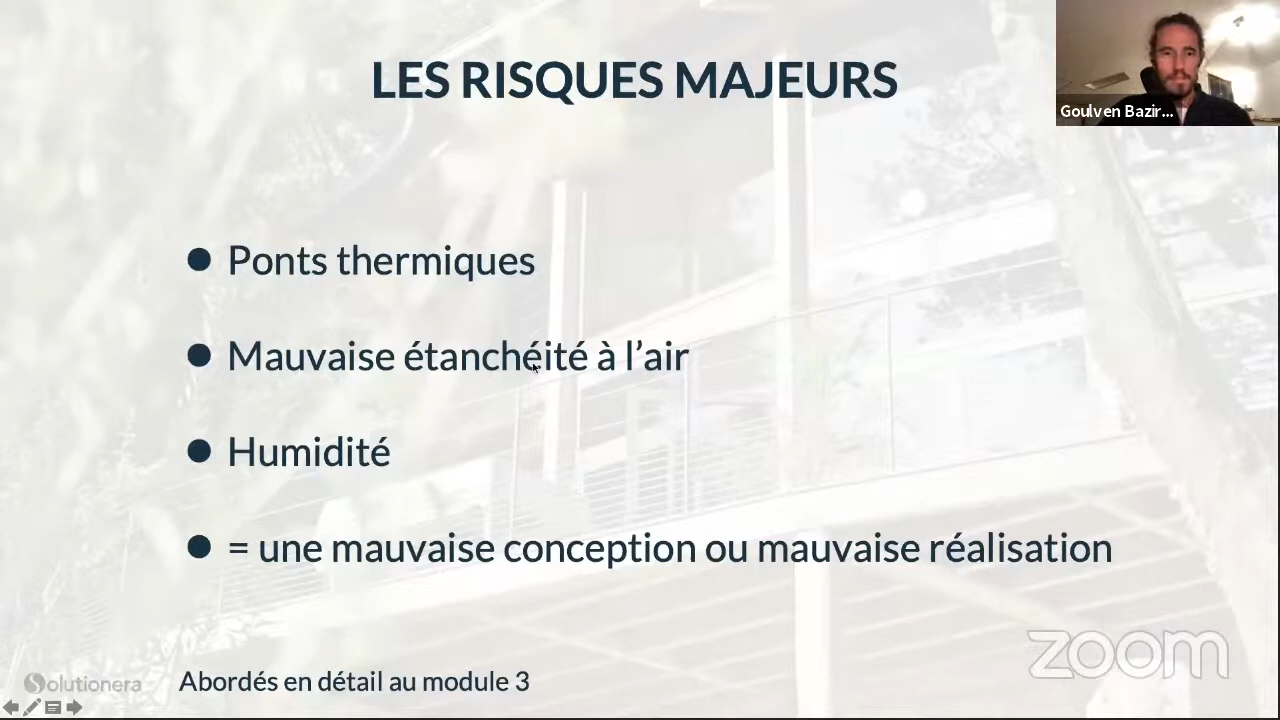 LES RISQUES MAJEURS
Goulven Bazir...
● Ponts thermiques
● Mauvaise étanchéité à l’air
● Humidité
● = une mauvaise conception ou mauvaise réalisation
zoom
Solutionera
Abordés en détail au module 3